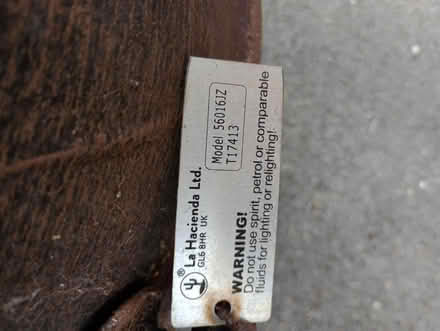 ® La Hacienda Ltd.
GL6 8HR UK
Model 56016JZ
T17413
WARNING!
Do not use spirit, petrol or comparable
fluids for lighting or relighting!